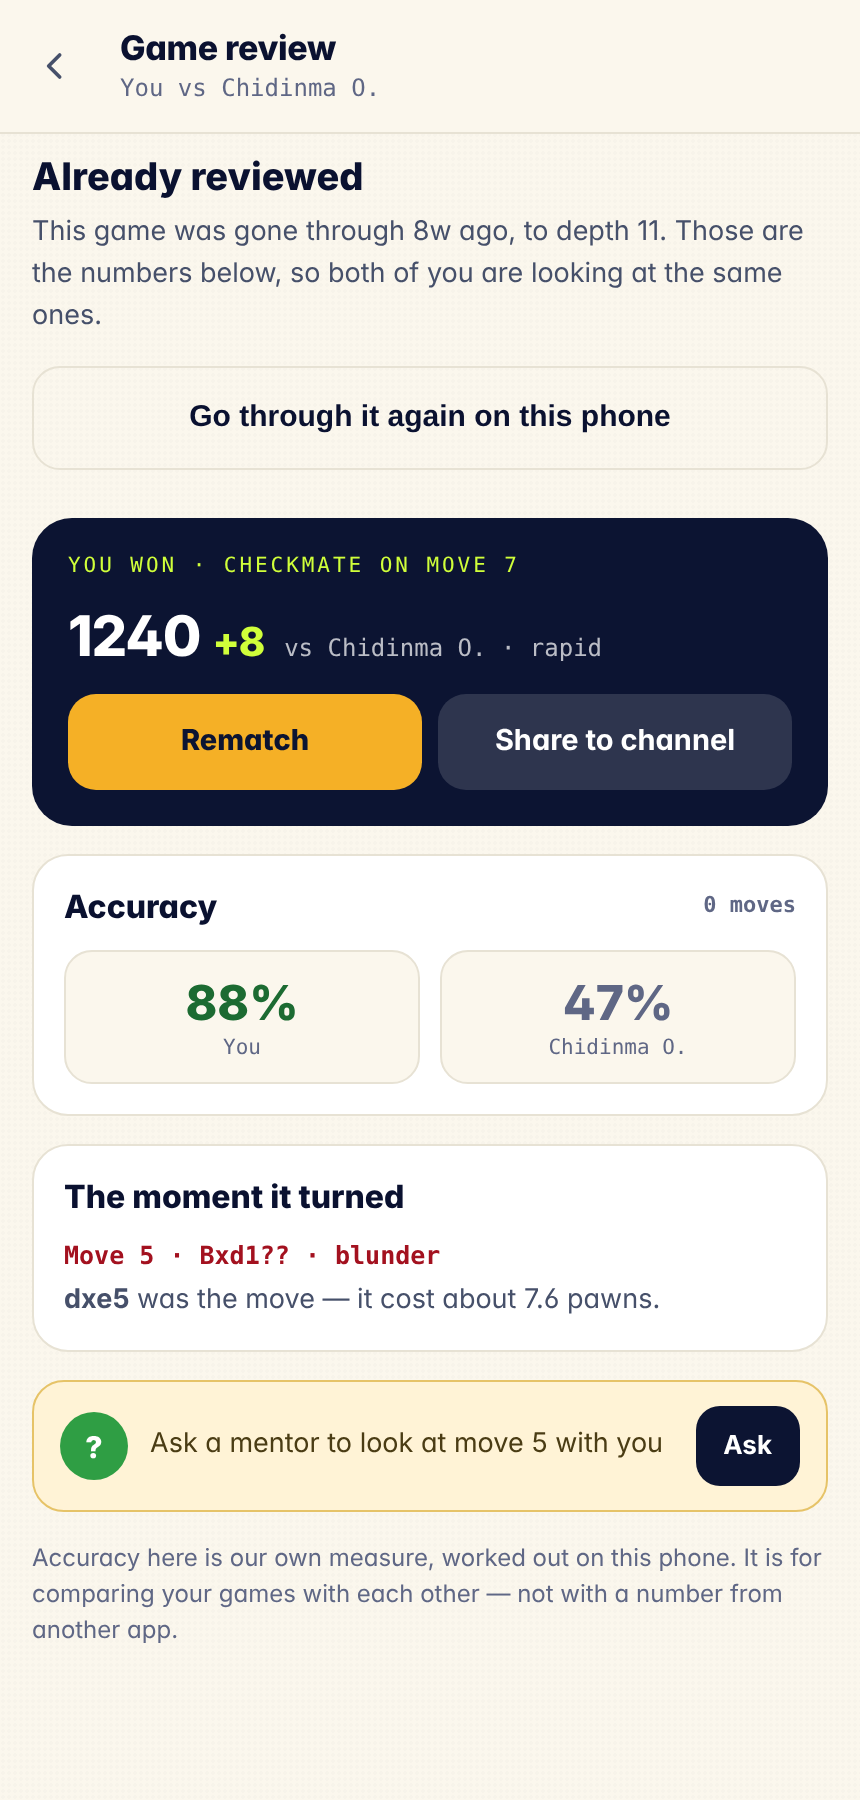 Game review
You vs Chidinma O.
Already reviewed
This game was gone through 8w ago, to depth 11. Those are
the numbers below, so both of you are looking at the same
ones.
Go through it again on this phone
YOU WON · CHECKMATE ON MOVE 7
1240 +8 vs Chidinma O. · rapid
Rematch
Share to channel
Accuracy
0 moves
88%
You
47%
Chidinma O.
The moment it turned
Move 5 · Bxd1?? · blunder
dxe5 was the move — it cost about 7.6 pawns.
?
Ask a mentor to look at move 5 with you
Ask
Accuracy here is our own measure, worked out on this phone. It is for
comparing your games with each other — not with a number from
another app.